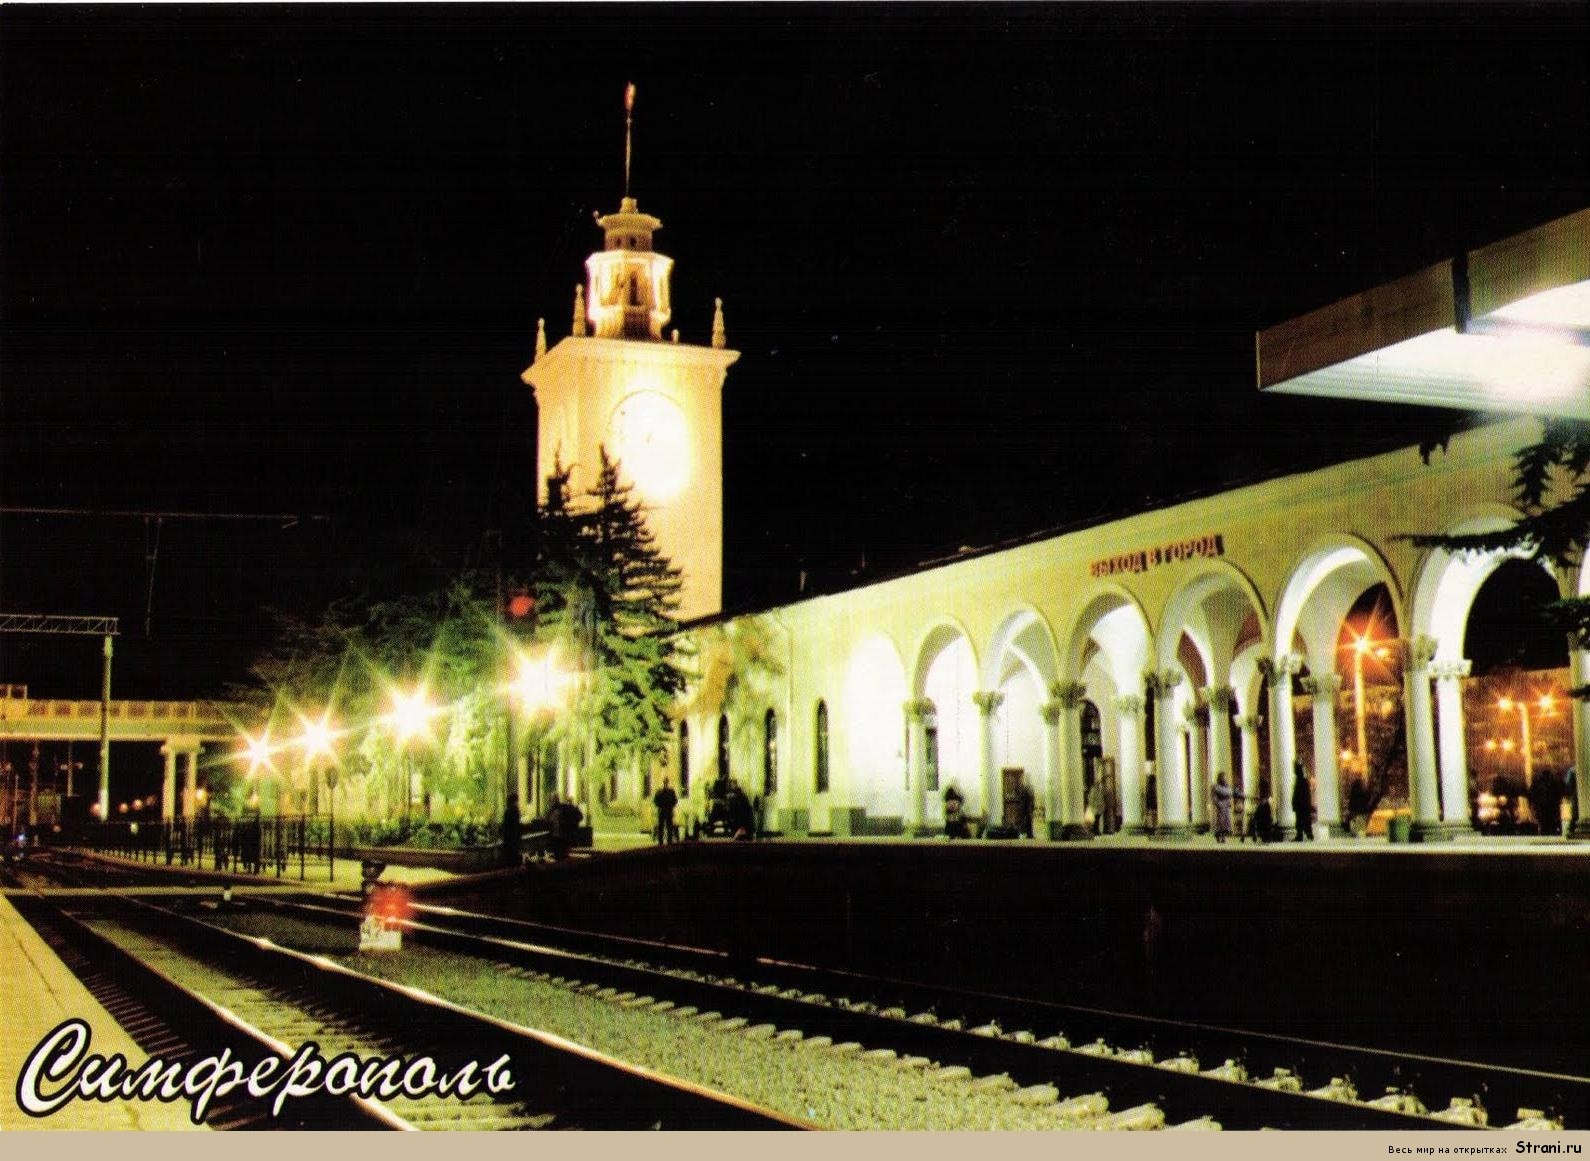 ВЫХОД В ГОРОД
Симферополь
Весь мир на открытках Strani.ru